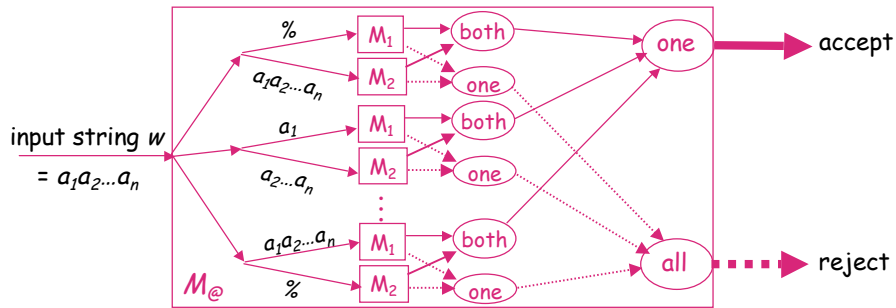 %
M₁
both
one
accept
a₁a₂...aₙ
M₂
one
input string w
a₁
M₁
both
= a₁a₂...aₙ
a₂...aₙ
M₂
one
a₁a₂...aₙ
M₁
both
all
reject
M@
%
M₂
one